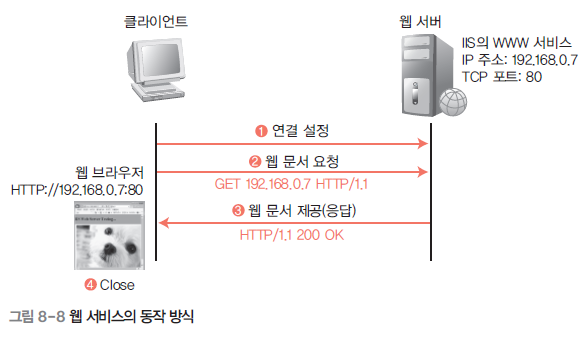 클라이언트
웹 서버
IIS의 WWW 서비스
IP 주소: 192.168.0.7
TCP 포트: 80
❶ 연결 설정
❷ 웹 문서 요청
GET 192.168.0.7 HTTP/1.1
웹 브라우저
HTTP://192.168.0.7:80
❸ 웹 문서 제공(응답)
HTTP/1.1 200 OK
❹ Close
그림 8-8 웹 서비스의 동작 방식